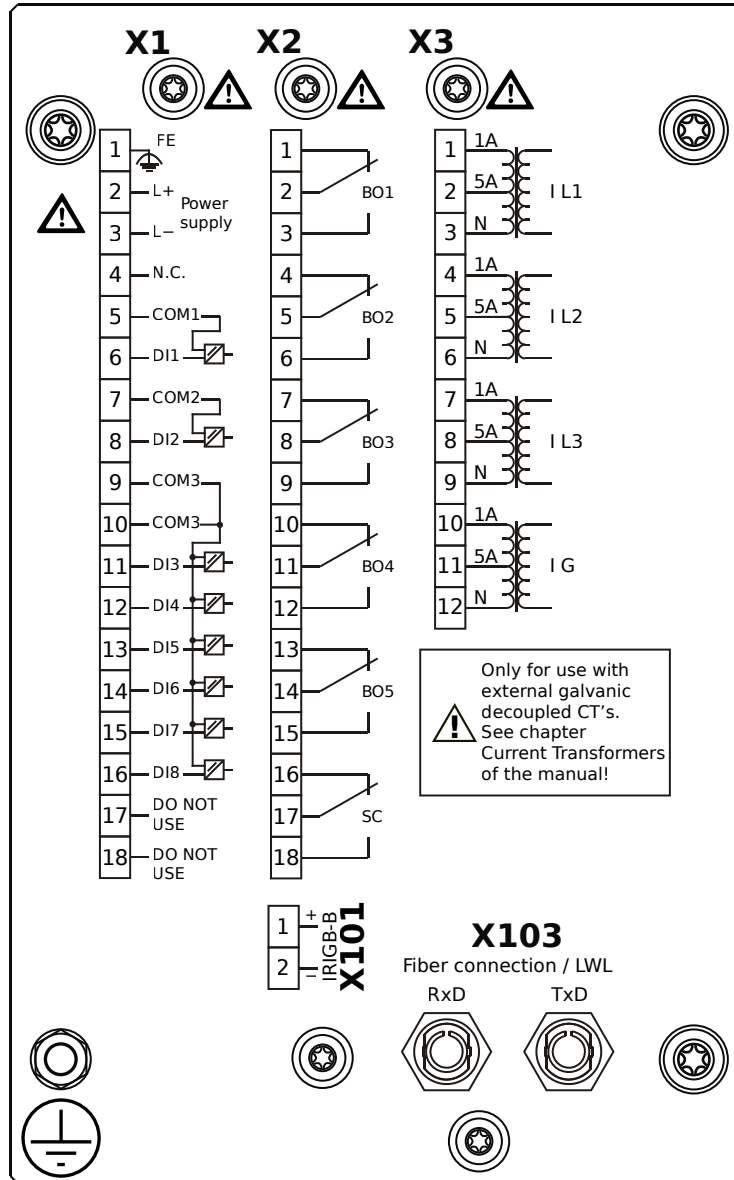 X1
X2
X3
1 FE
2 L+
Power
supply
3 L−
4 N.C.
5 COM1
6 DI1
7 COM2
8 DI2
9 COM3
10 COM3
11 DI3
12 DI4
13 DI5
14 DI6
15 DI7
16 DI8
17 DO NOT
USE
18 DO NOT
USE
1
2 BO1
3
4
5 BO2
6
7
8 BO3
9
10
11 BO4
12
13
14 BO5
15
16
17 SC
18
1 1A
2 5A I L1
3 N
4 1A
5 5A I L2
6 N
7 1A
8 5A I L3
9 N
10 1A
11 5A I G
12 N
Only for use with
external galvanic
decoupled CT’s.
See chapter
Current Transformers
of the manual!
1 +
2 −
IRIGB-B
X101
X103
Fiber connection / LWL
RxD TxD